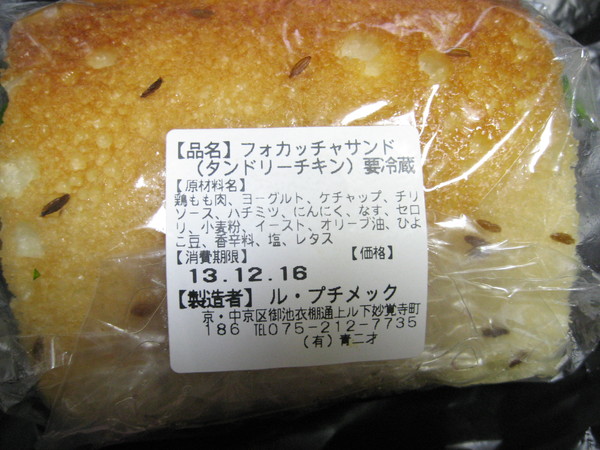 【品名】フォカッチャサンド
（タンドリーチキン）要冷蔵
【原材料名】
鶏もも肉、ヨーグルト、ケチャップ、チリ
ソース、ハチミツ、にんにく、なす、セロ
リ、小麦粉、イースト、オリーブ油、ひよ
こ豆、香辛料、塩、レタス
【消費期限】 【価格】
13.12.16
【製造者】ル・プチメック
京・中京区御池衣棚通上ル下妙覚寺町
186 TEL075-212-7735
（有）青二才